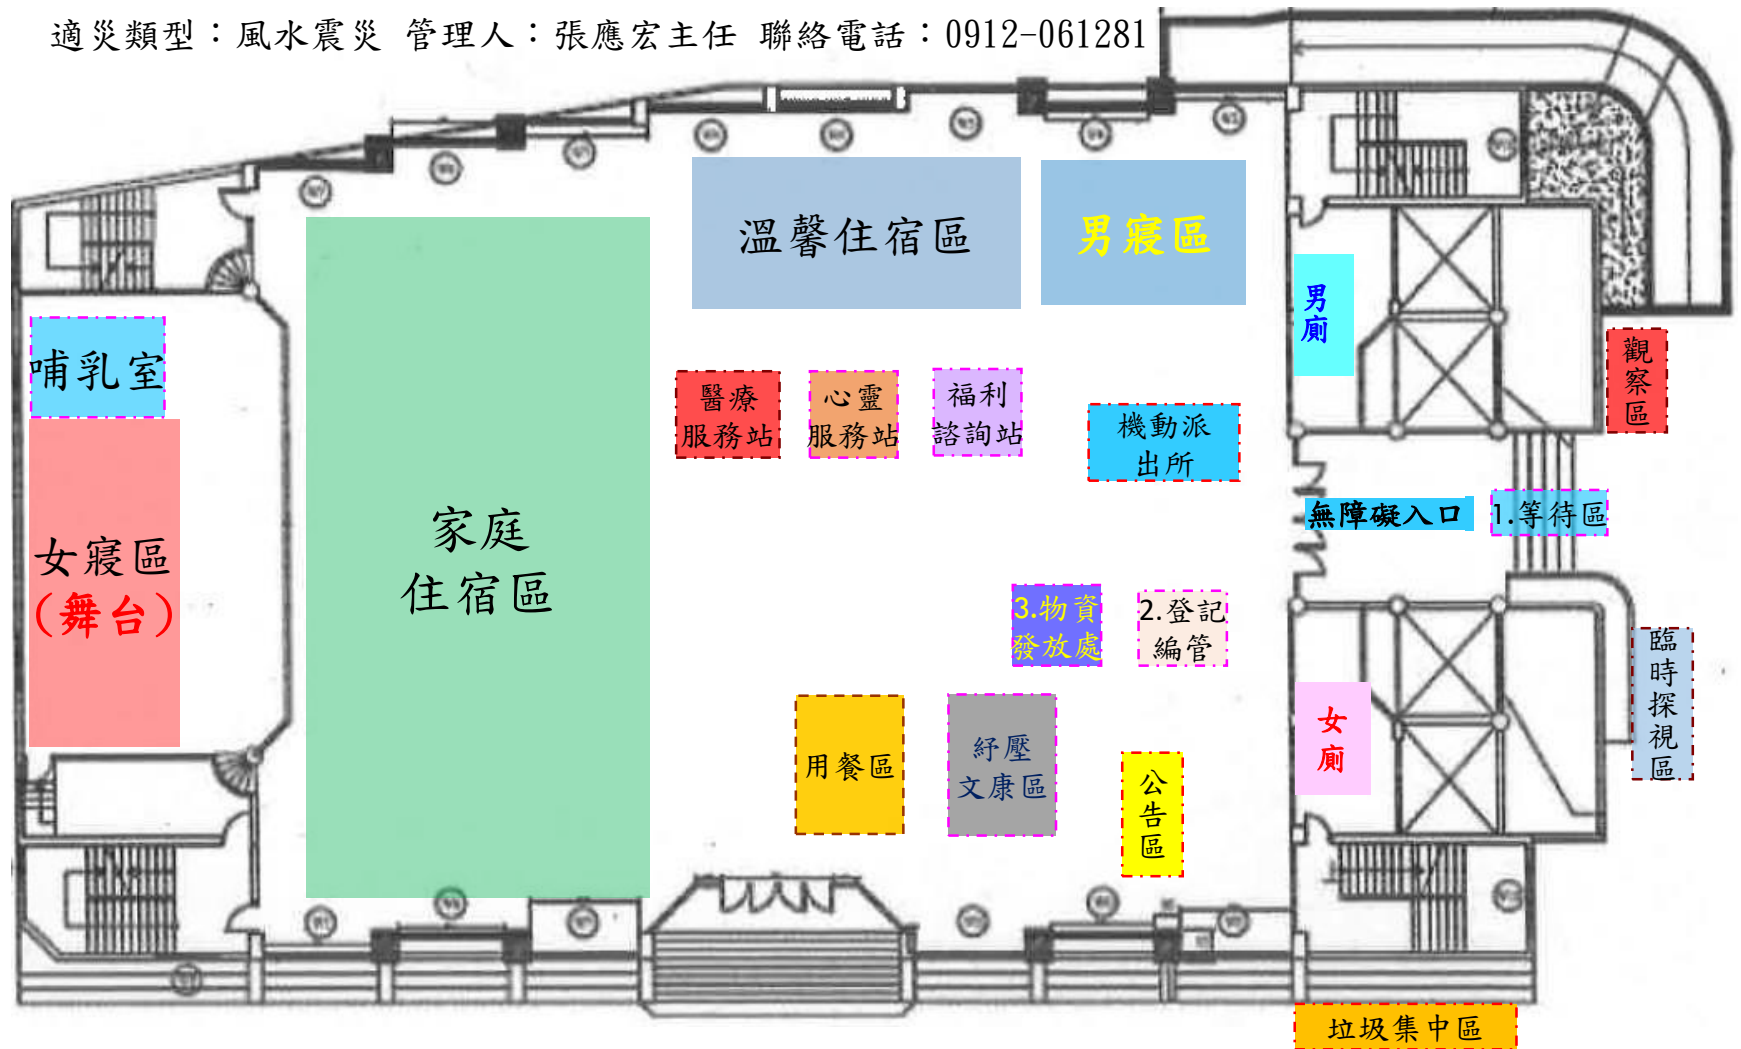 適災類型：風水震災 管理人：張應宏主任 聯絡電話：0912-061281
溫馨住宿區
男寢區
男廁
哺乳室
觀察區
醫療
服務站
心靈
服務站
福利
諮詢站
機動派
出所
無障礙入口
1.等待區
女寢區
(舞台)
家庭
住宿區
3.物資
發放處
2.登記
編管
臨時探視區
女廁
用餐區
紓壓
文康區
公告區
垃圾集中區